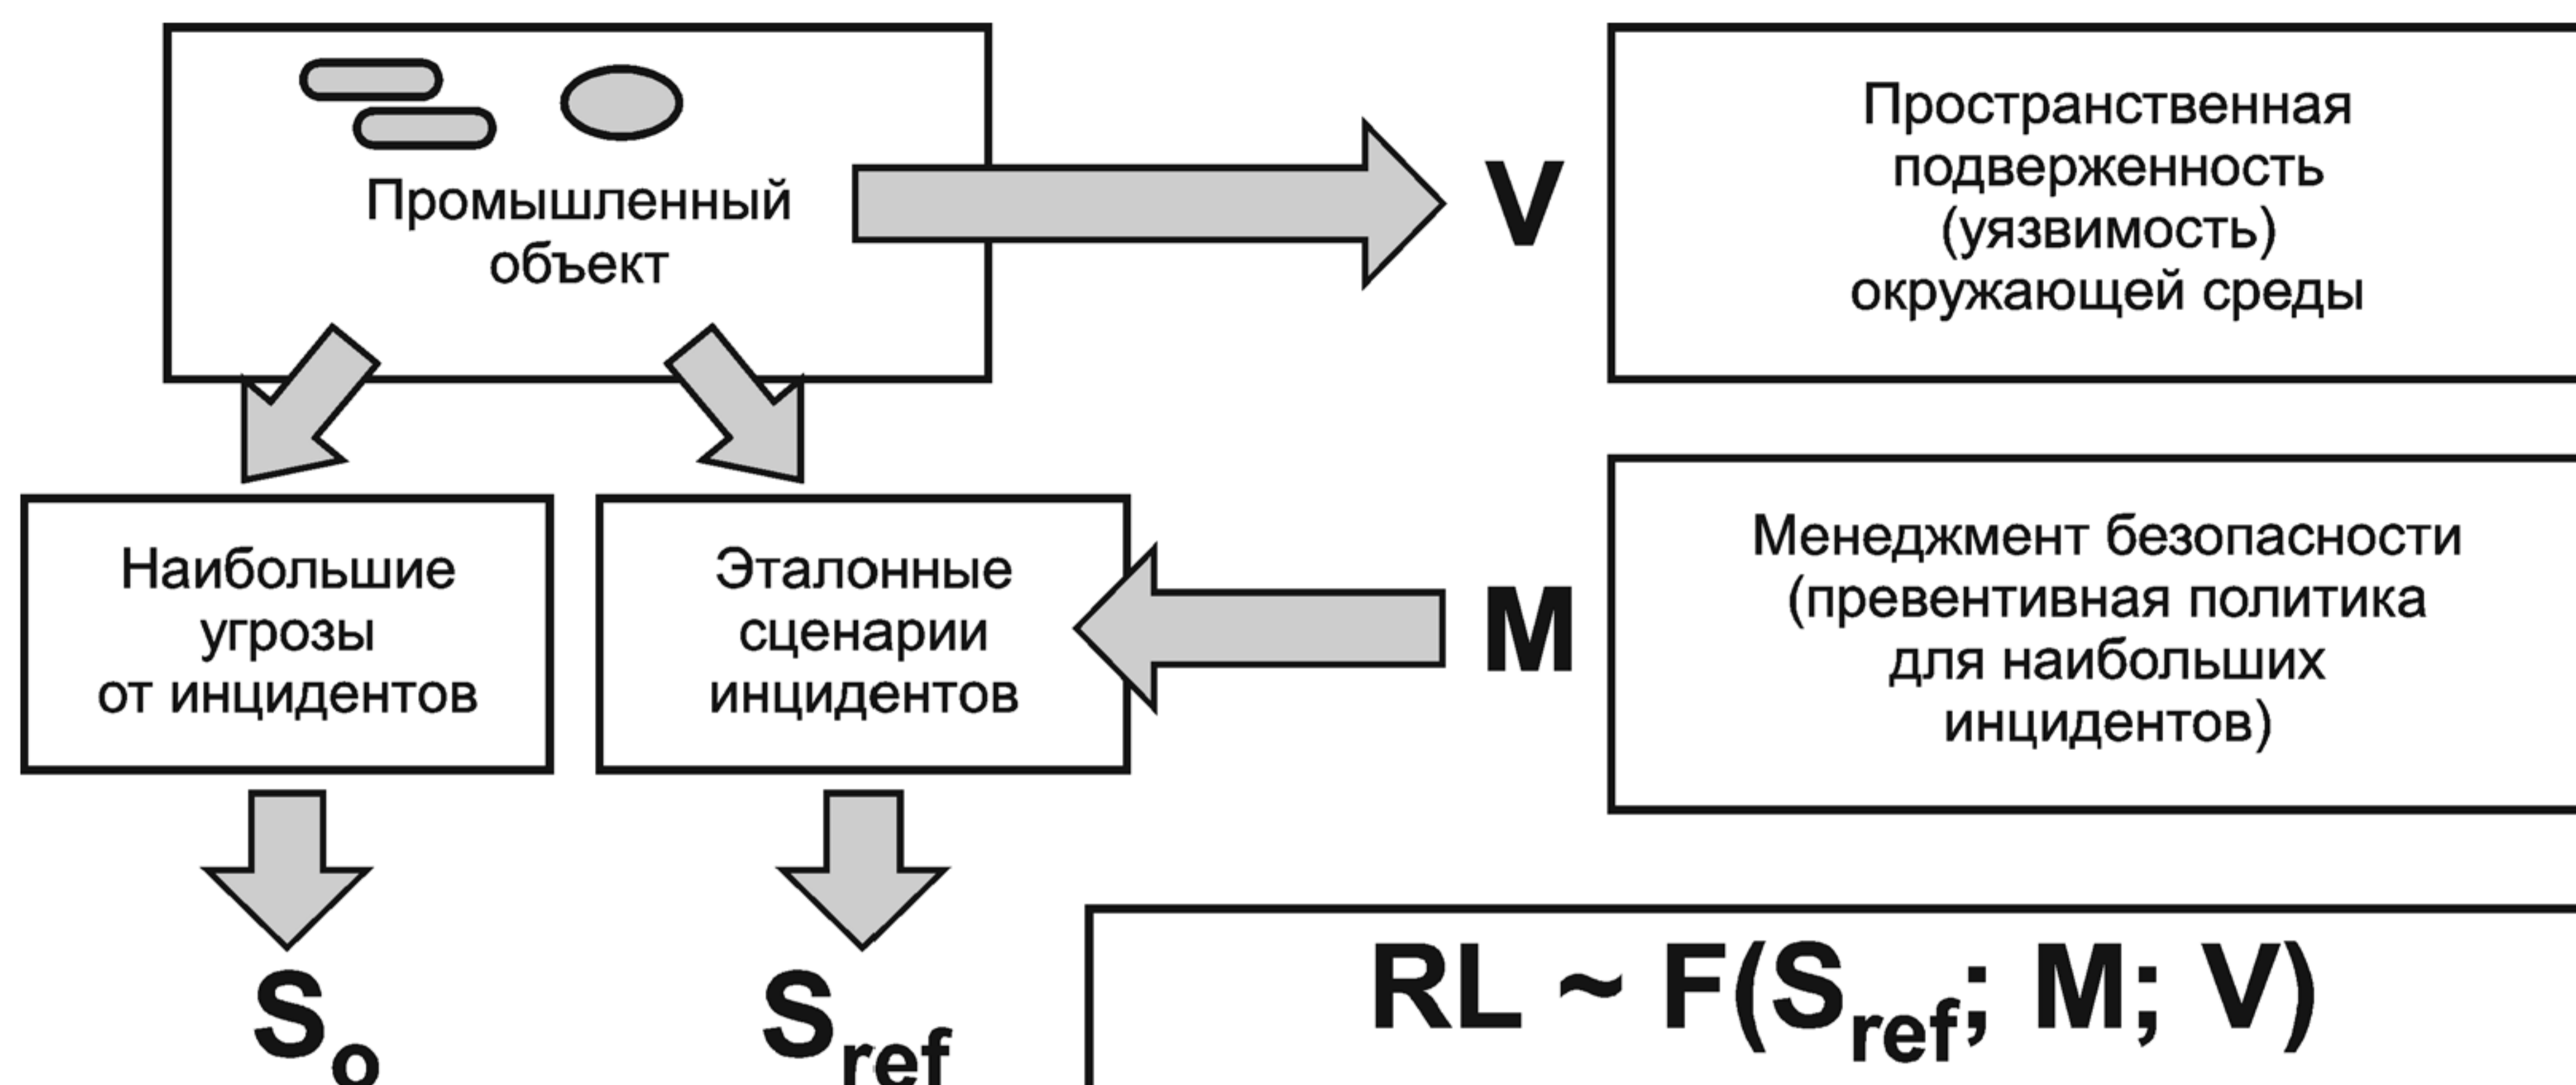 Промышленный
объект
V
Пространственная
подверженность
(уязвимость)
окружающей среды
Наибольшие
угрозы
от инцидентов
Эталонные
сценарии
инцидентов
M
Менеджмент безопасности
(превентивная политика
для наибольших
инцидентов)
So
Sref
RL ~ F(Sref; M; V)